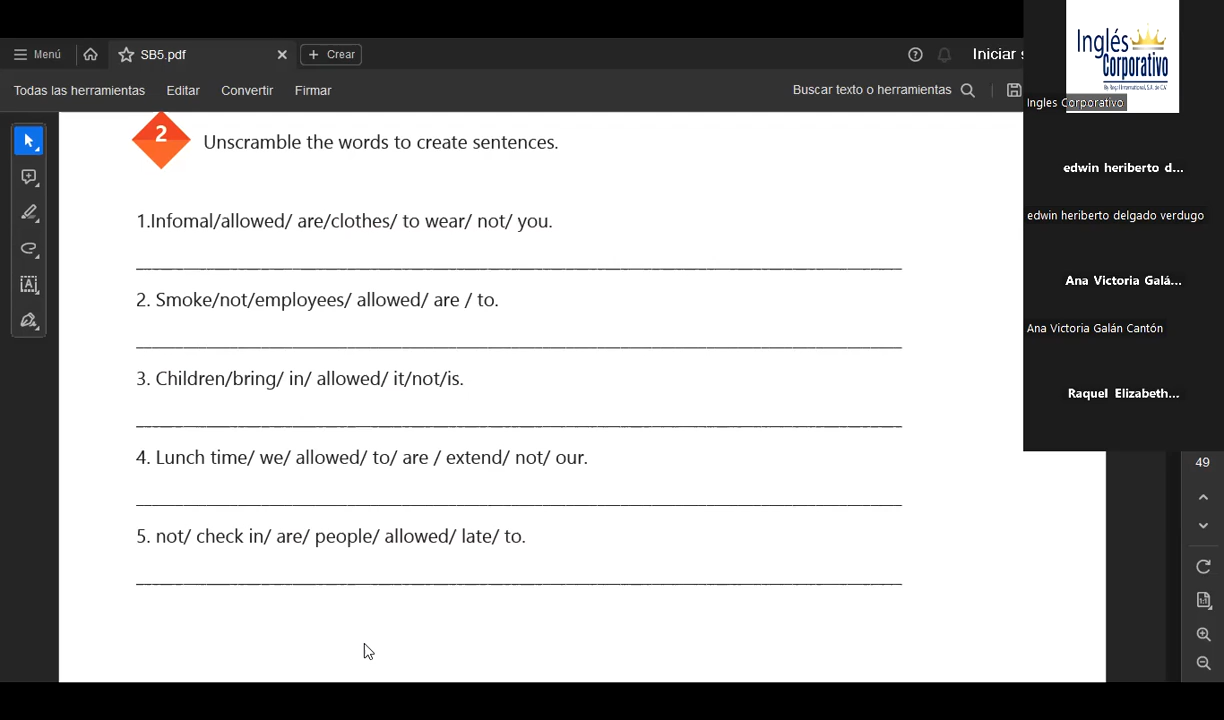 Menú
SB5.pdf
Crear
Iniciar s
Todas las herramientas
Editar
Convertir
Firmar
Buscar texto o herramientas
2
Unscramble the words to create sentences.
1.Infomal/allowed/ are/clothes/ to wear/ not/ you.
2. Smoke/not/employees/ allowed/ are / to.
3. Children/bring/ in/ allowed/ it/not/is.
4. Lunch time/ we/ allowed/ to/ are / extend/ not/ our.
5. not/ check in/ are/ people/ allowed/ late/ to.
Inglés
Corporativo
Ingles Corporativo
edwin heriberto d...
edwin heriberto delgado verdugo
Ana Victoria Galá...
Ana Victoria Galán Cantón
Raquel Elizabeth...
49